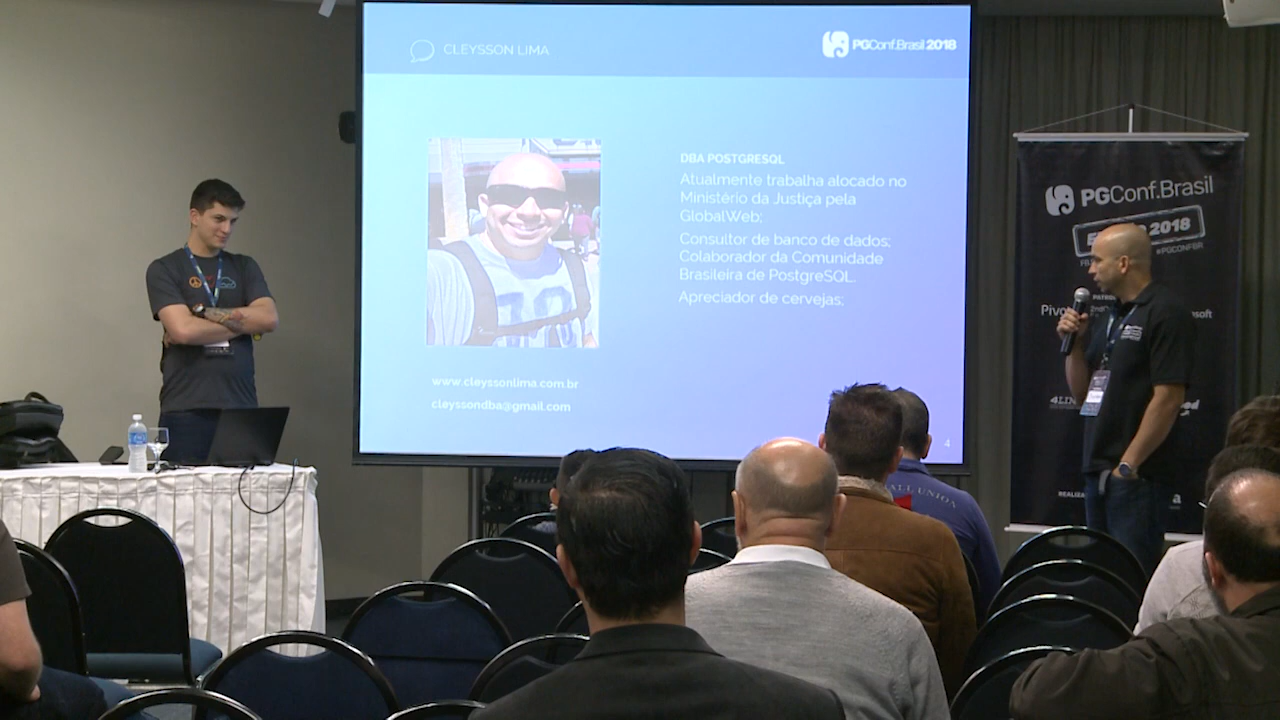 CLEYSSON LIMA
PGConf.Brasil 2018
DBA POSTGRESQL
Atualmente trabalha alocado no
Ministério da Justiça pela
GlobalWeb;
Consultor de banco de dados;
Colaborador da Comunidade
Brasileira de PostgreSQL.
Apreciador de cervejas;
www.cleyssonlima.com.br
cleyssondba@gmail.com
4
PGConf.Brasil
2018
#PGCONFBR
ALL UNION